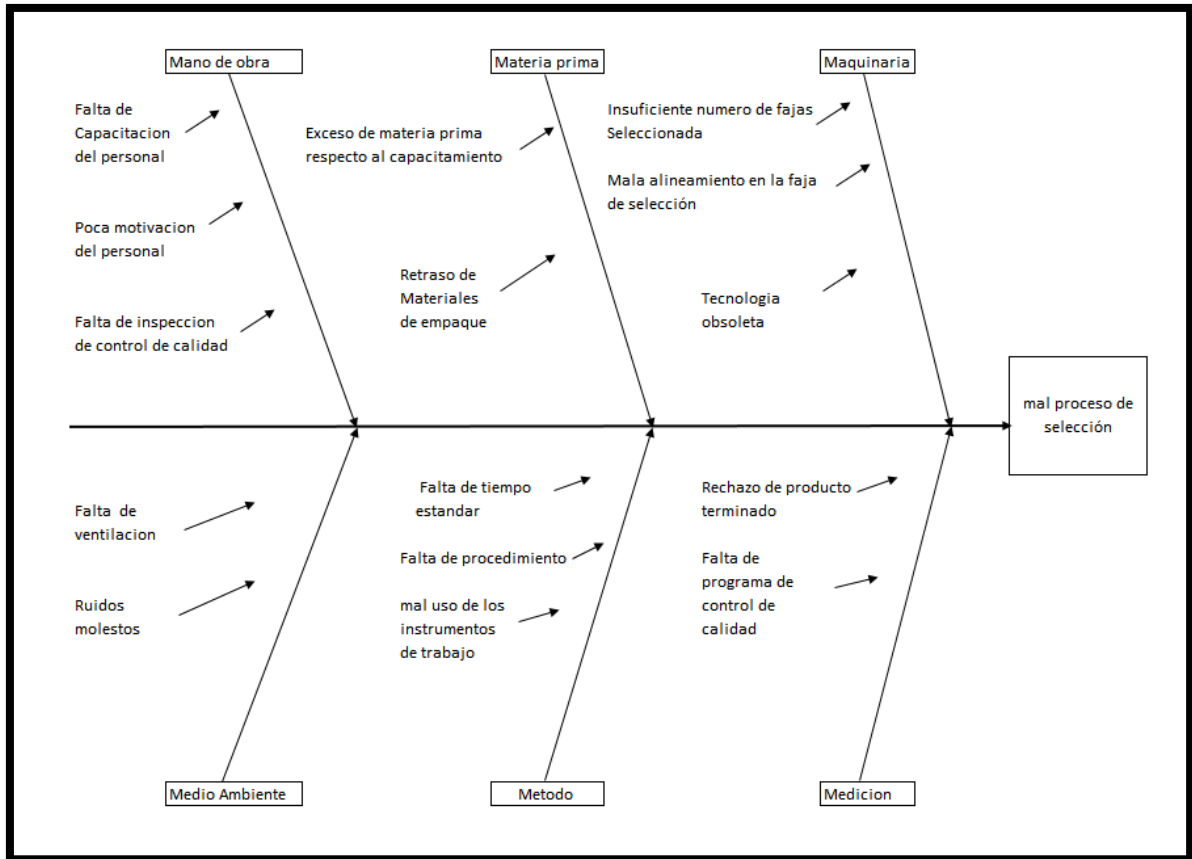 Mano de obra
Falta de
Capacitacion
del personal
Poca motivacion
del personal
Falta de inspeccion
de control de calidad
Materia prima
Exceso de materia prima
respecto al capacitamiento
Retraso de
Materiales
de empaque
Maquinaria
Insuficiente numero de fajas
Seleccionada
Mala alineamiento en la faja
de selección
Tecnologia
obsoleta
mal proceso de
selección
Falta de
ventilacion
Ruidos
molestos
Medio Ambiente
Falta de tiempo
estandar
Falta de procedimiento
mal uso de los
instrumentos
de trabajo
Metodo
Rechazo de producto
terminado
Falta de
programa de
control de
calidad
Medicion